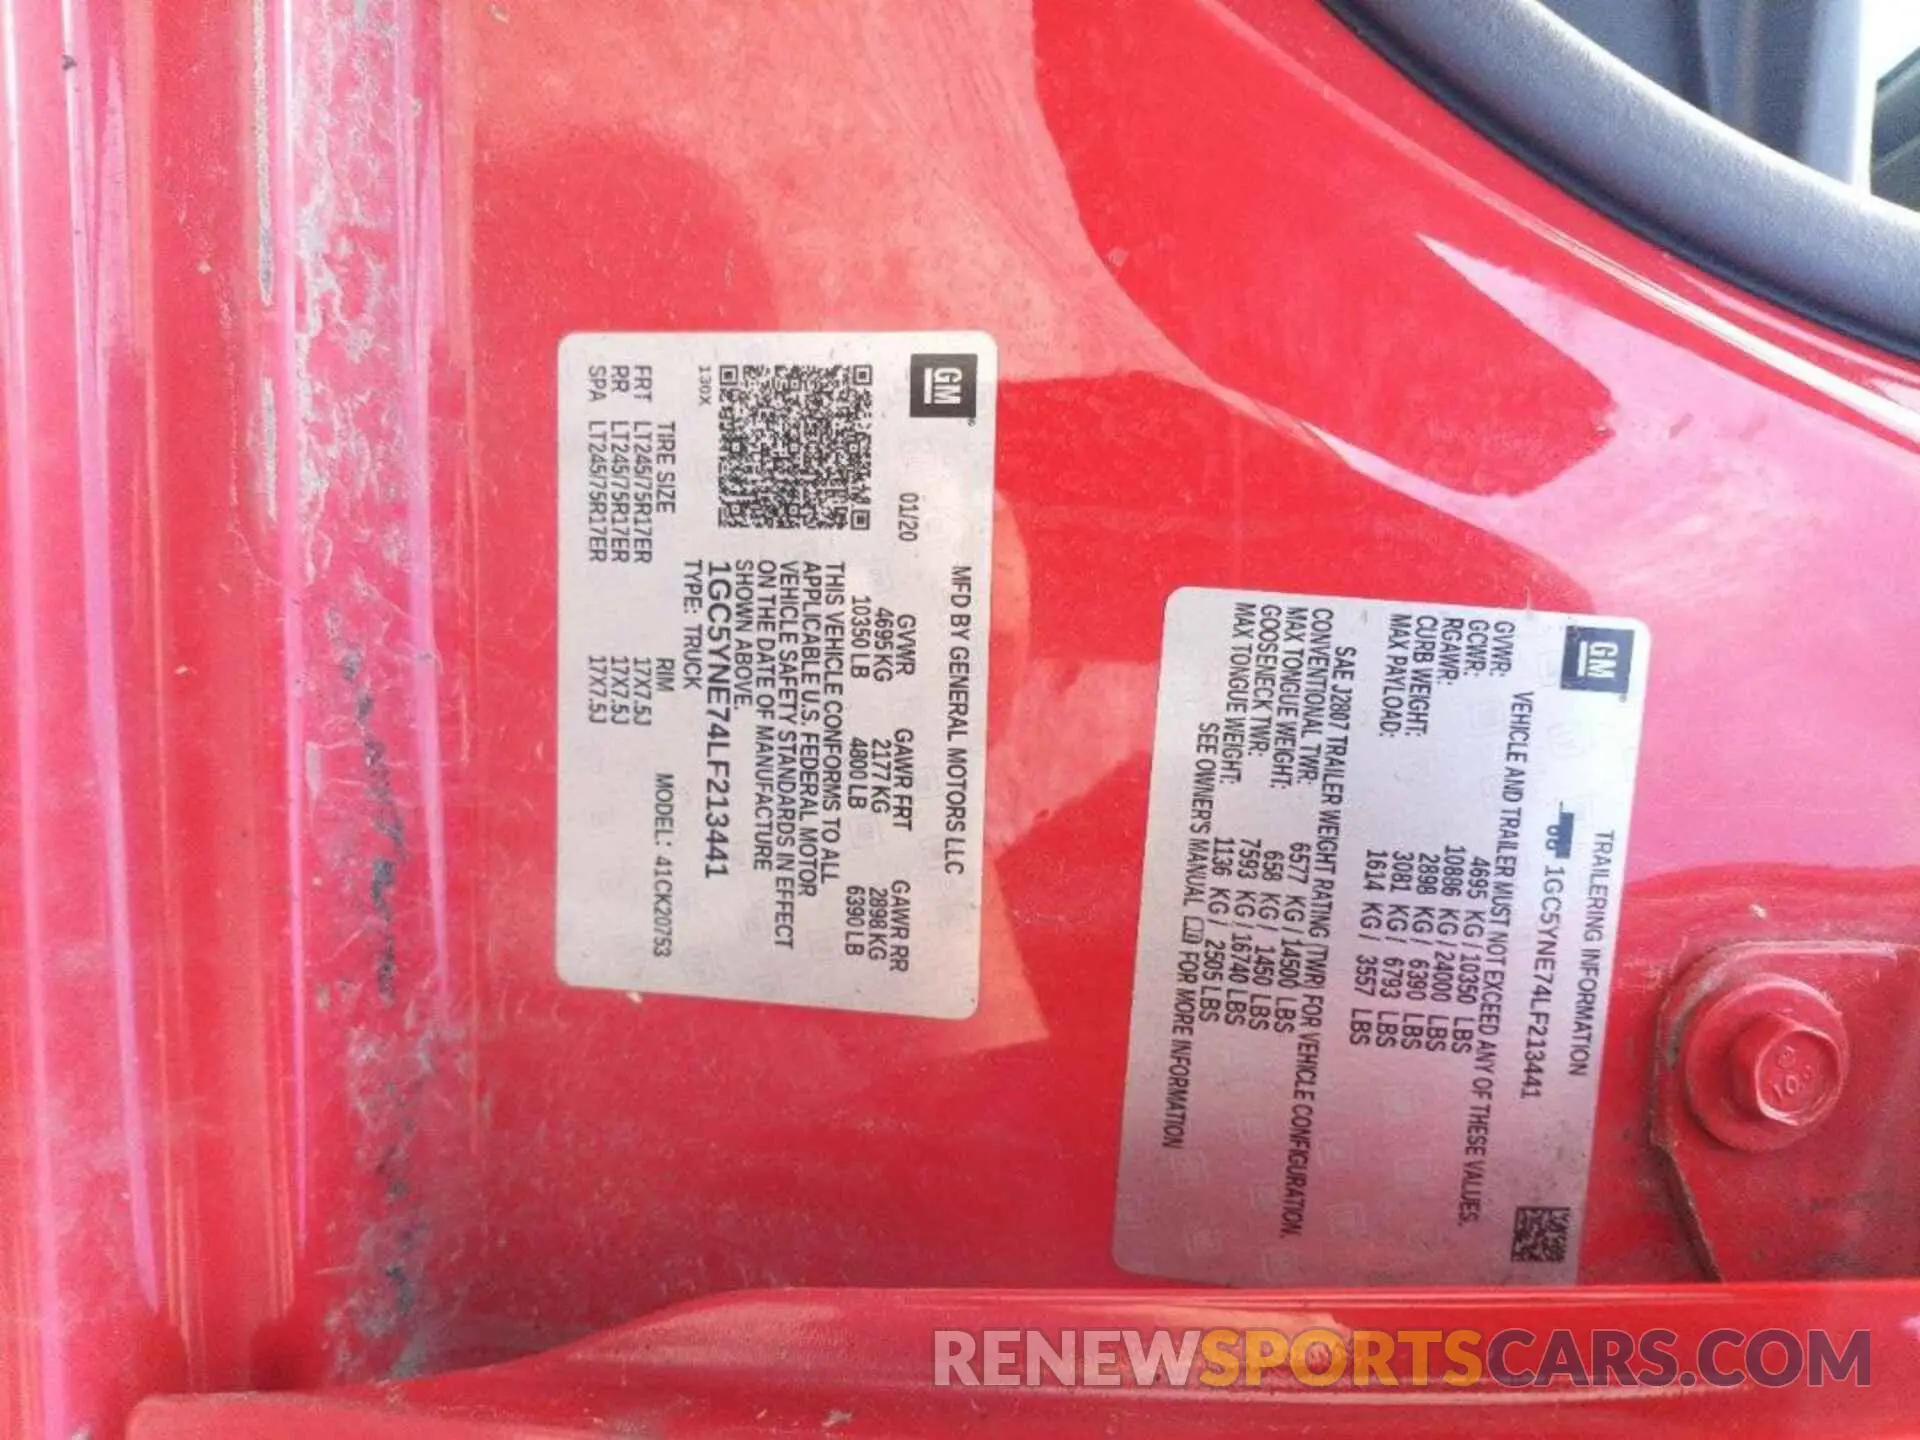 GM
TRAILERING INFORMATION
1GC5YNE74LF213441
VEHICLE AND TRAILER MUST NOT EXCEED ANY OF THESE VALUES.
GVWR: 4695 KG / 10350 LBS
GCWR: 10886 KG / 24000 LBS
RGAWR: 2898 KG / 6390 LBS
CURB WEIGHT: 3081 KG / 6793 LBS
MAX PAYLOAD: 1614 KG / 3557 LBS
SAE J2807 TRAILER WEIGHT RATING (TWR) FOR VEHICLE CONFIGURATION.
CONVENTIONAL TWR: 6577 KG / 14500 LBS
MAX TONGUE WEIGHT: 658 KG / 1450 LBS
GOOSENECK TWR: 7593 KG / 16740 LBS
MAX TONGUE WEIGHT: 1136 KG / 2505 LBS
SEE OWNER'S MANUAL FOR MORE INFORMATION
GM
MFD BY GENERAL MOTORS LLC
01/20 GVWR GAWR FRT GAWR RR
4695 KG 2177 KG 2898 KG
10350 LB 4800 LB 6390 LB
THIS VEHICLE CONFORMS TO ALL
APPLICABLE U.S. FEDERAL MOTOR
VEHICLE SAFETY STANDARDS IN EFFECT
ON THE DATE OF MANUFACTURE
SHOWN ABOVE.
1GC5YNE74LF213441
130X TYPE: TRUCK
TIRE SIZE RIM MODEL: 41CK20753
FRT LT245/75R17ER 17X7.5J
RR LT245/75R17ER 17X7.5J
SPA LT245/75R17ER 17X7.5J
RENEWSPORTSCARS.COM